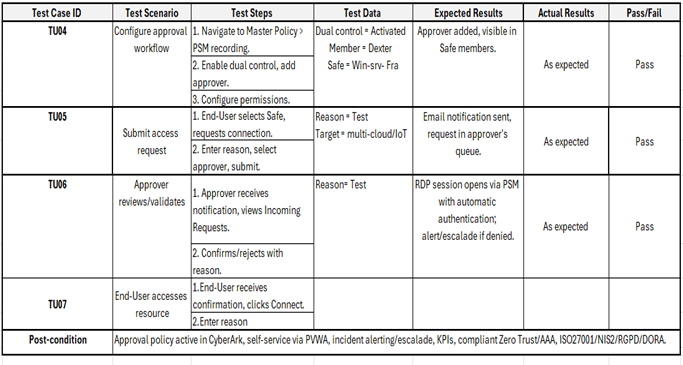 Test Case ID Test Scenario Test Steps Test Data Expected Results Actual Results Pass/Fail
TU04
Configure approval
workflow
1. Navigate to Master Policy >
PSM recording.
2. Enable dual control, add
approver.
3. Configure permissions.
Dual control = Activated
Member = Dexter
Safe = Win-srv- Fra
Approver added, visible in
Safe members.
As expected
Pass
TU05
Submit access
request
1. End-User selects Safe,
requests connection.
2. Enter reason, select
approver, submit.
Reason = Test
Target = multi-cloud/IoT
Email notification sent,
request in approver's
queue.
As expected
Pass
TU06
Approver
reviews/validates
1. Approver receives
notification, views Incoming
Requests.
2. Confirms/rejects with
reason.
Reason= Test
RDP session opens via PSM
with automatic
authentication;
alert/escalade if denied.
As expected
Pass
TU07
End-User accesses
resource
1.End-User receives
confirmation, clicks Connect.
2.Enter reason
Post-condition
Approval policy active in CyberArk, self-service via PVWA, incident alerting/escalade, KPIs, compliant Zero Trust/AAA, ISO27001/NIS2/RGPD/DORA.